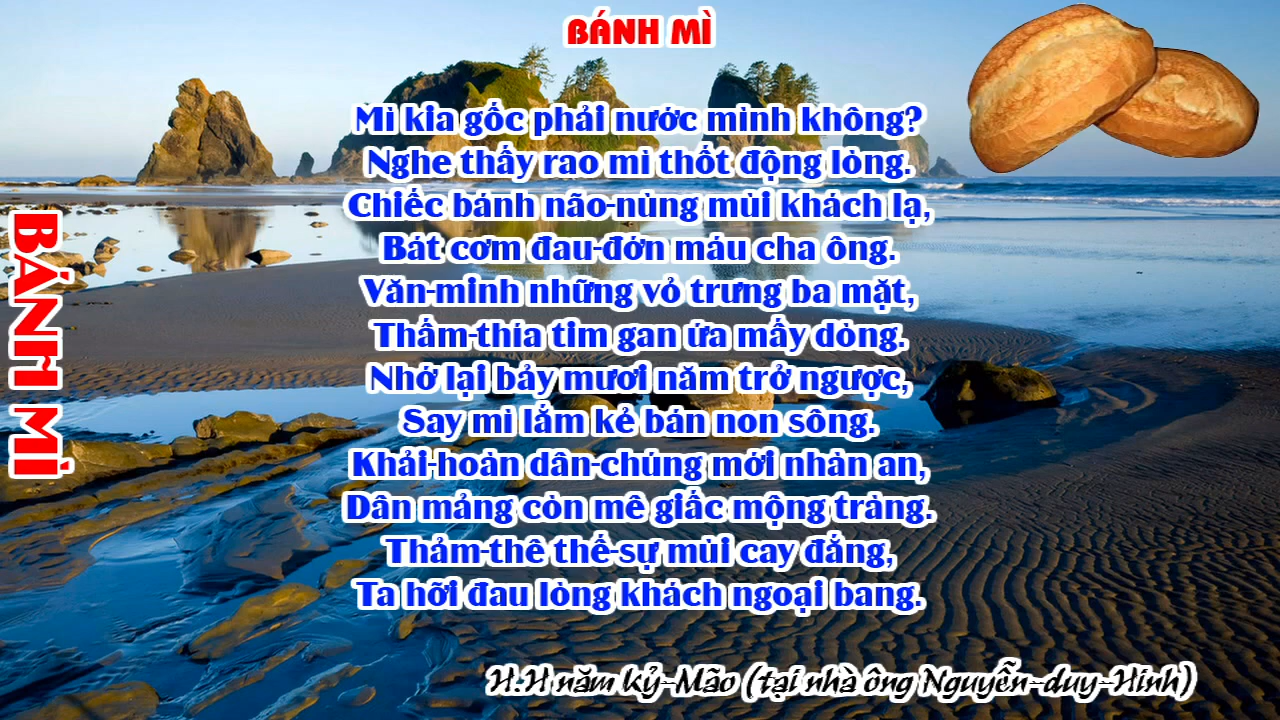 BÁNH MÌ
Mì kia gốc phải nước mình không?
Nghe thấy rao mì thốt động lòng.
Chiếc bánh não-nùng mùi khách lạ,
Bát cơm đau-đớn máu cha ông.
Văn-minh những vỏ trưng ba mặt,
Thấm-thía tim gan ứa mấy dòng.
Nhớ lại bảy mươi năm trở ngược,
Say mì lắm kẻ bán non sông.
Khải-hoàn dân-chúng mới nhàn an,
Dân mảng còn mê giấc mộng tràng.
Thảm-thê thế-sự mùi cay đắng,
Ta hỡi đau lòng khách ngoại bang.
H.H năm kỷ-Mão (tại nhà ông Nguyễn-duy-Hinh)
BÁNH MÌ